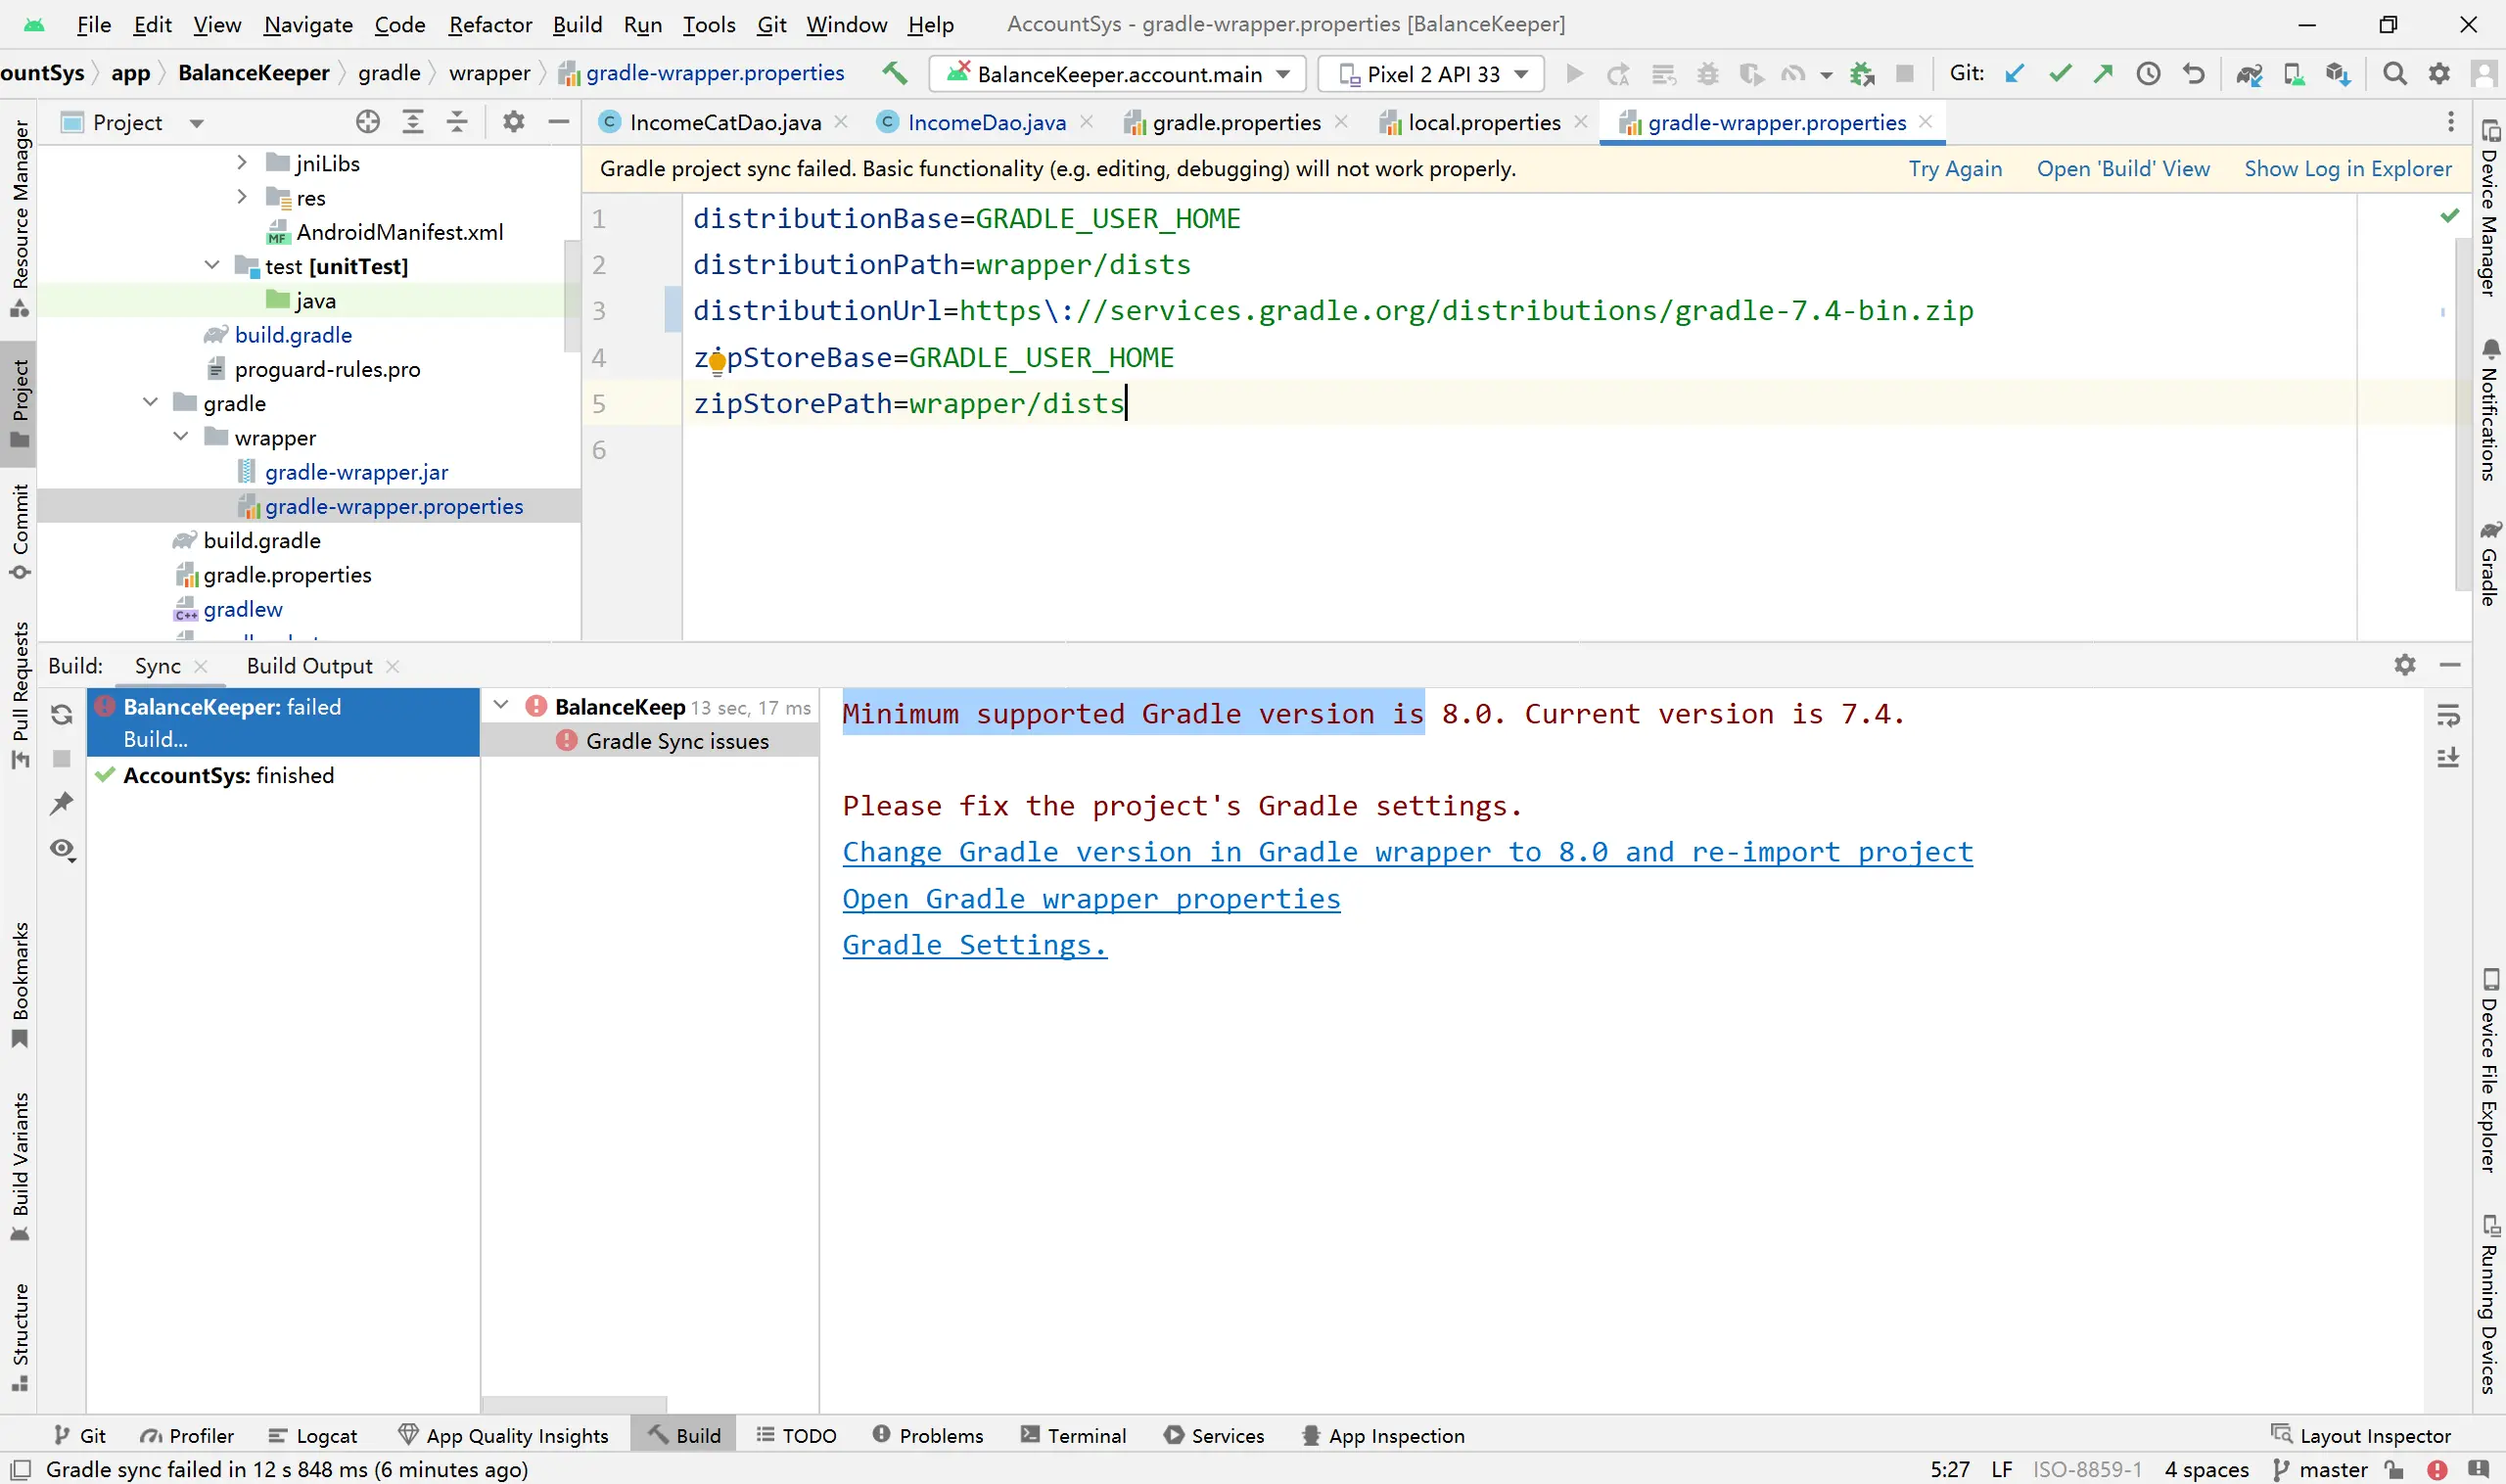 File Edit View Navigate Code Refactor Build Run Tools Git Window Help AccountSys - gradle-wrapper.properties [BalanceKeeper]
ountSys app BalanceKeeper gradle wrapper gradle-wrapper.properties BalanceKeeper.account.main Pixel 2 API 33 Git:
Project
IncomeCatDao.java IncomeDao.java gradle.properties local.properties gradle-wrapper.properties
Gradle project sync failed. Basic functionality (e.g. editing, debugging) will not work properly. Try Again Open 'Build' View Show Log in Explorer
jniLibs
res
AndroidManifest.xml
test [unitTest]
java
build.gradle
proguard-rules.pro
gradle
wrapper
gradle-wrapper.jar
gradle-wrapper.properties
build.gradle
gradle.properties
gradlew
1 distributionBase=GRADLE_USER_HOME
2 distributionPath=wrapper/dists
3 distributionUrl=https\://services.gradle.org/distributions/gradle-7.4-bin.zip
4 zipStoreBase=GRADLE_USER_HOME
5 zipStorePath=wrapper/dists
6
Resource Manager
Project
Commit
Pull Requests
Bookmarks
Build Variants
Structure
Device Manager
Notifications
Gradle
Device File Explorer
Running Devices
Build: Sync Build Output
BalanceKeeper: failed
Build...
AccountSys: finished
BalanceKeep 13 sec, 17 ms
Gradle Sync issues
Minimum supported Gradle version is 8.0. Current version is 7.4.
Please fix the project's Gradle settings.
Change Gradle version in Gradle wrapper to 8.0 and re-import project
Open Gradle wrapper properties
Gradle Settings.
Git Profiler Logcat App Quality Insights Build TODO Problems Terminal Services App Inspection Layout Inspector
Gradle sync failed in 12 s 848 ms (6 minutes ago) 5:27 LF ISO-8859-1 4 spaces master